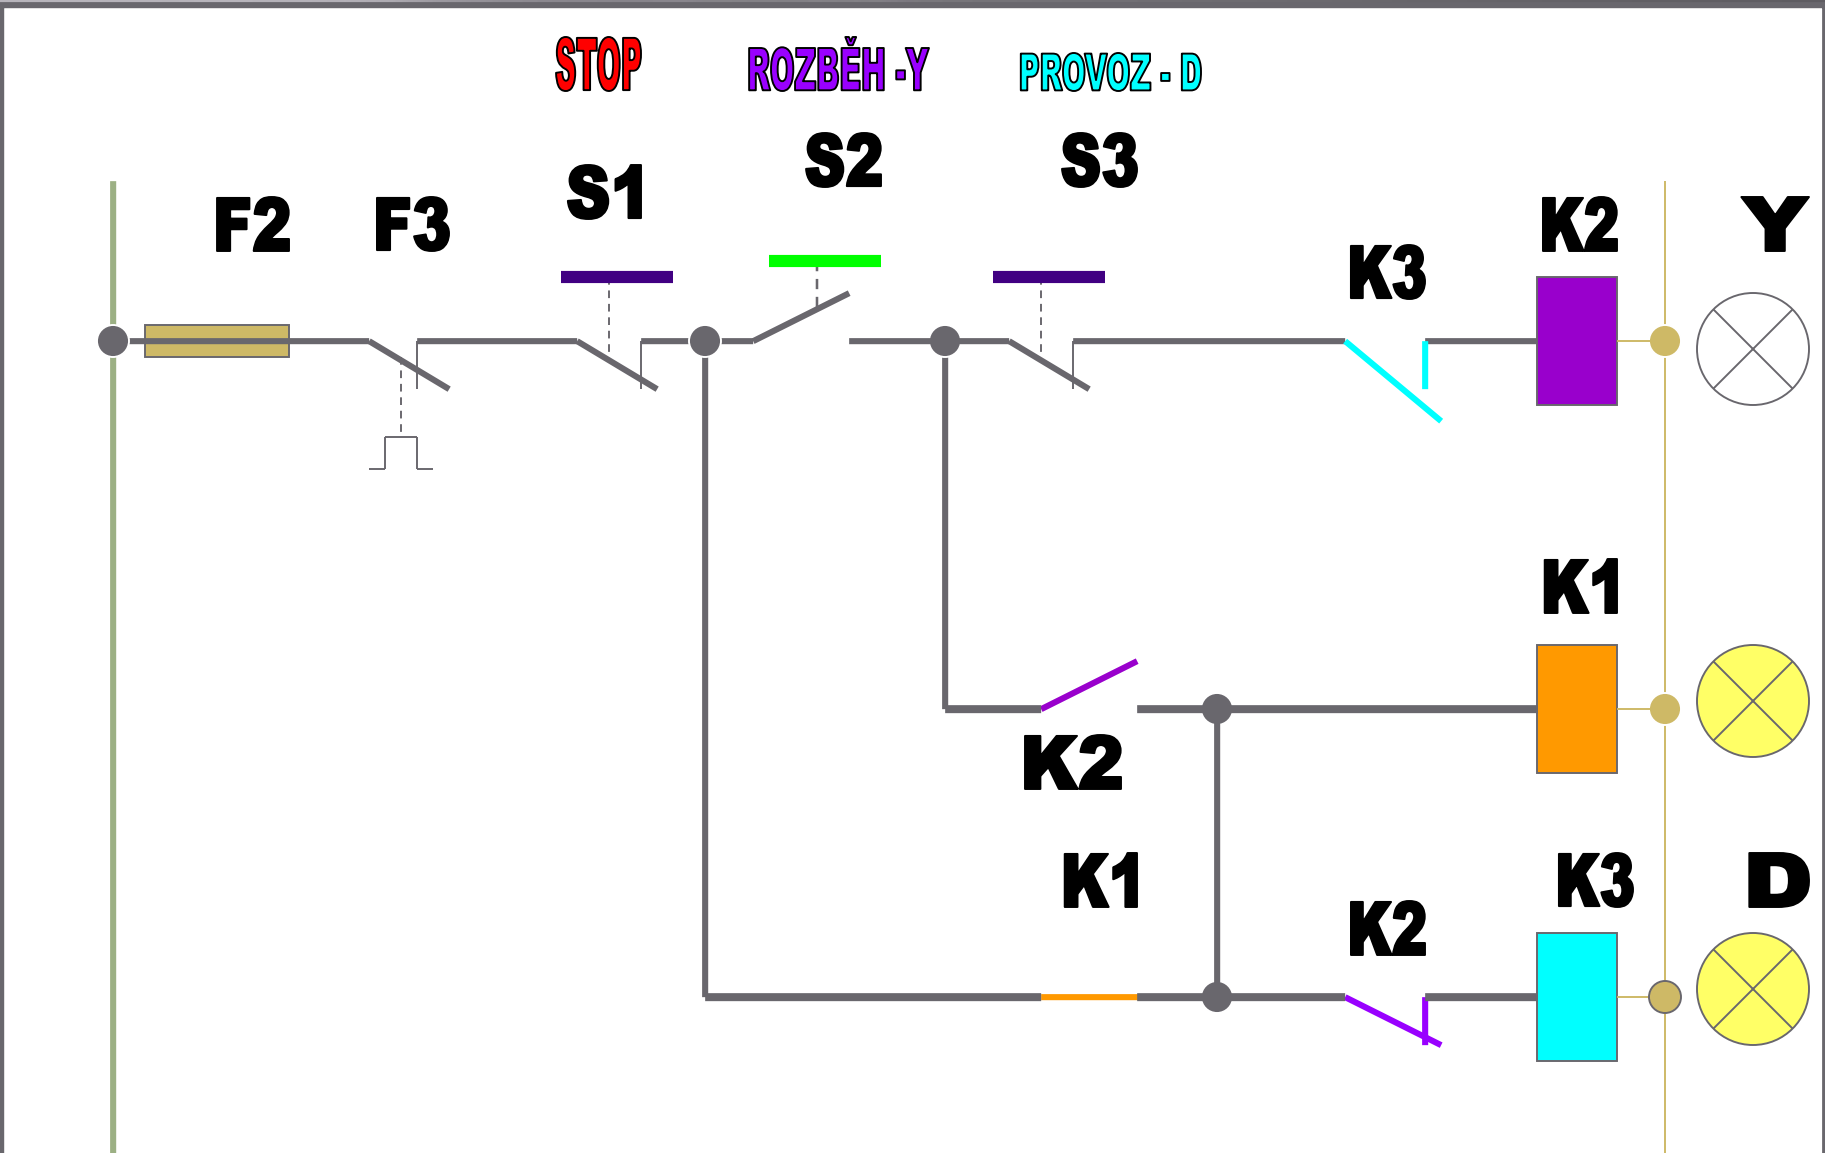 STOP
ROZBĚH -Y
PROVOZ - D
S1
S2
S3
F2
F3
K3
K2
Y
K1
K2
K1
K2
K3
D